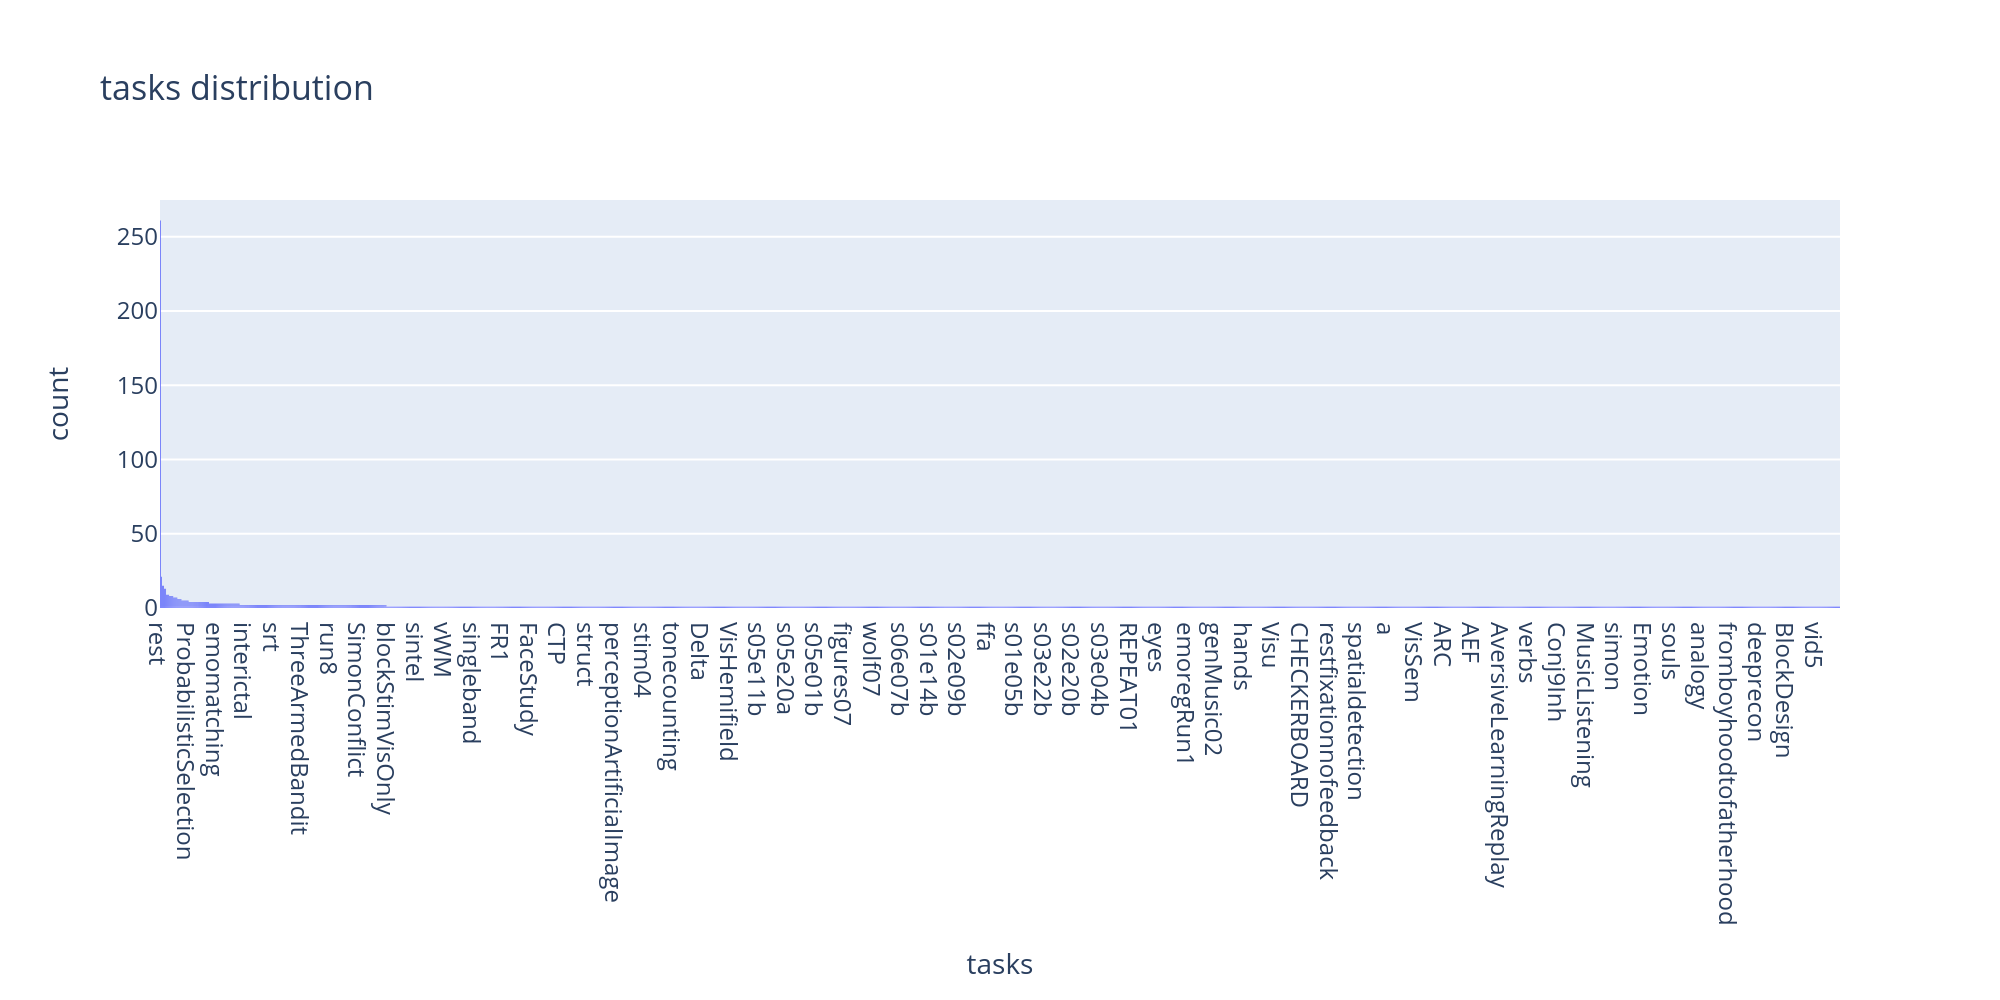 tasks distribution
250
200
150
100
50
0
count
rest
ProbabilisticSelection
emomatching
interictal
srt
ThreeArmedBandit
run8
SimonConflict
blockStimVisOnly
sintel
vWM
singleband
FR1
FaceStudy
CTP
struct
perceptionArtificialImage
stim04
tonecounting
Delta
VisHemifield
s05e11b
s05e20a
s05e01b
figures07
wolf07
s06e07b
s01e14b
s02e09b
ffa
s01e05b
s03e22b
s02e20b
s03e04b
REPEAT01
eyes
emoregRun1
genMusic02
hands
Visu
CHECKERBOARD
restfixationnofeedback
spatialdetection
a
VisSem
ARC
AEF
AversiveLearningReplay
verbs
Conj9Inh
MusicListening
simon
Emotion
souls
analogy
fromboyhoodtofatherhood
deeprecon
BlockDesign
vid5
tasks